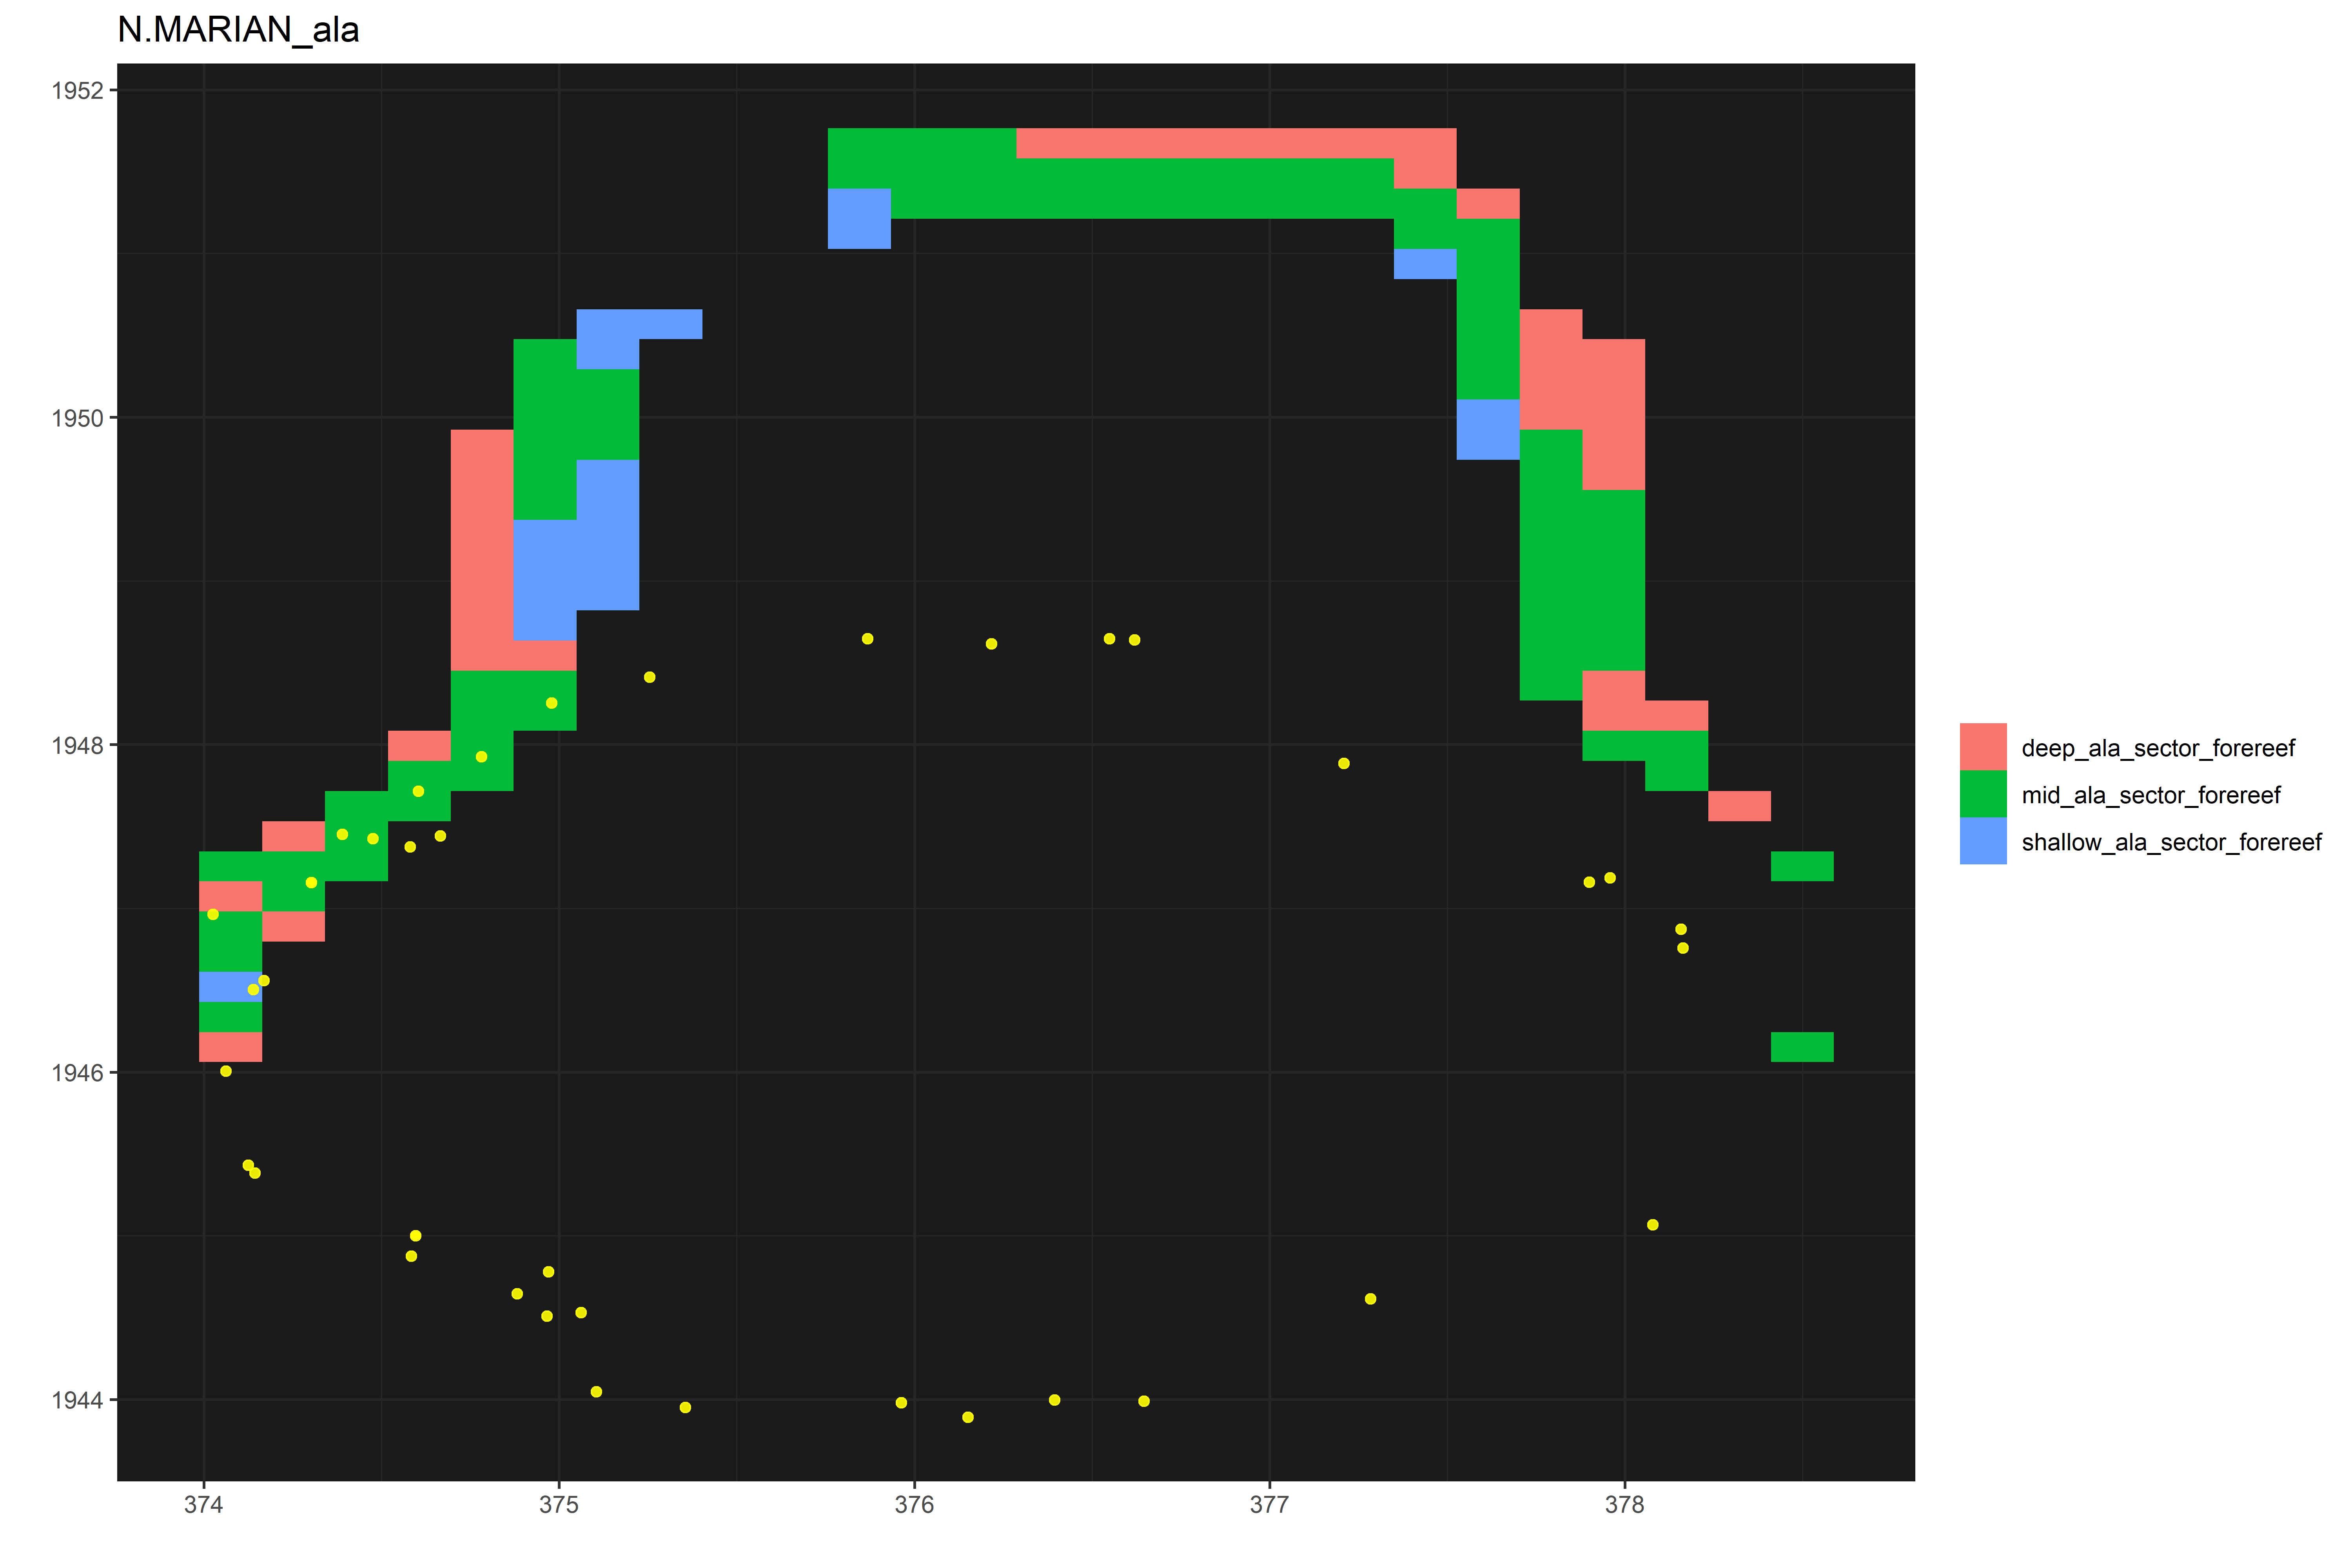 N.MARIAN_ala
1952
1950
1948
1946
1944
374 375 376 377 378
deep_ala_sector_forereef
mid_ala_sector_forereef
shallow_ala_sector_forereef